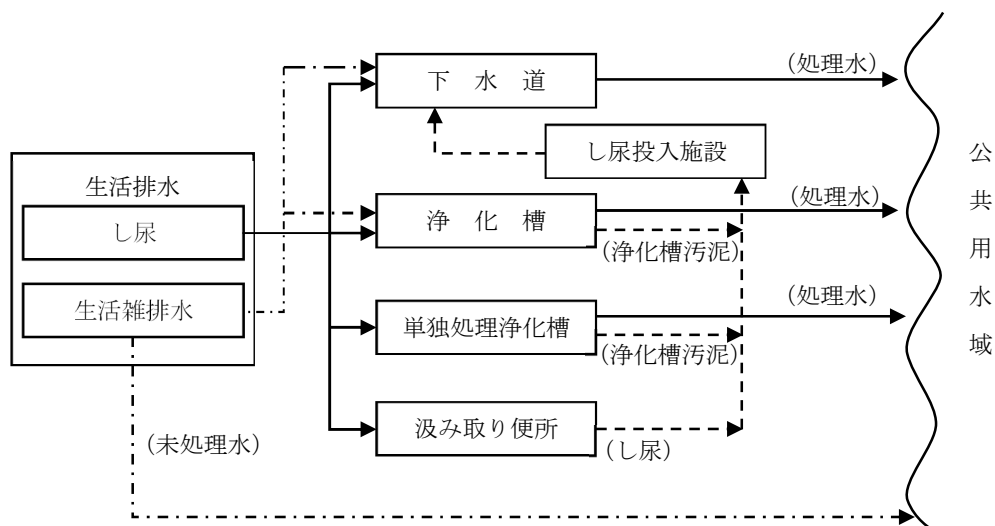 (処理水)
下 水 道
し尿投入施設
公共用水域
生活排水
(処理水)
し尿
浄 化 槽
(浄化槽汚泥)
生活雑排水
(処理水)
単独処理浄化槽
(浄化槽汚泥)
汲み取り便所
(未処理水)
(し尿)